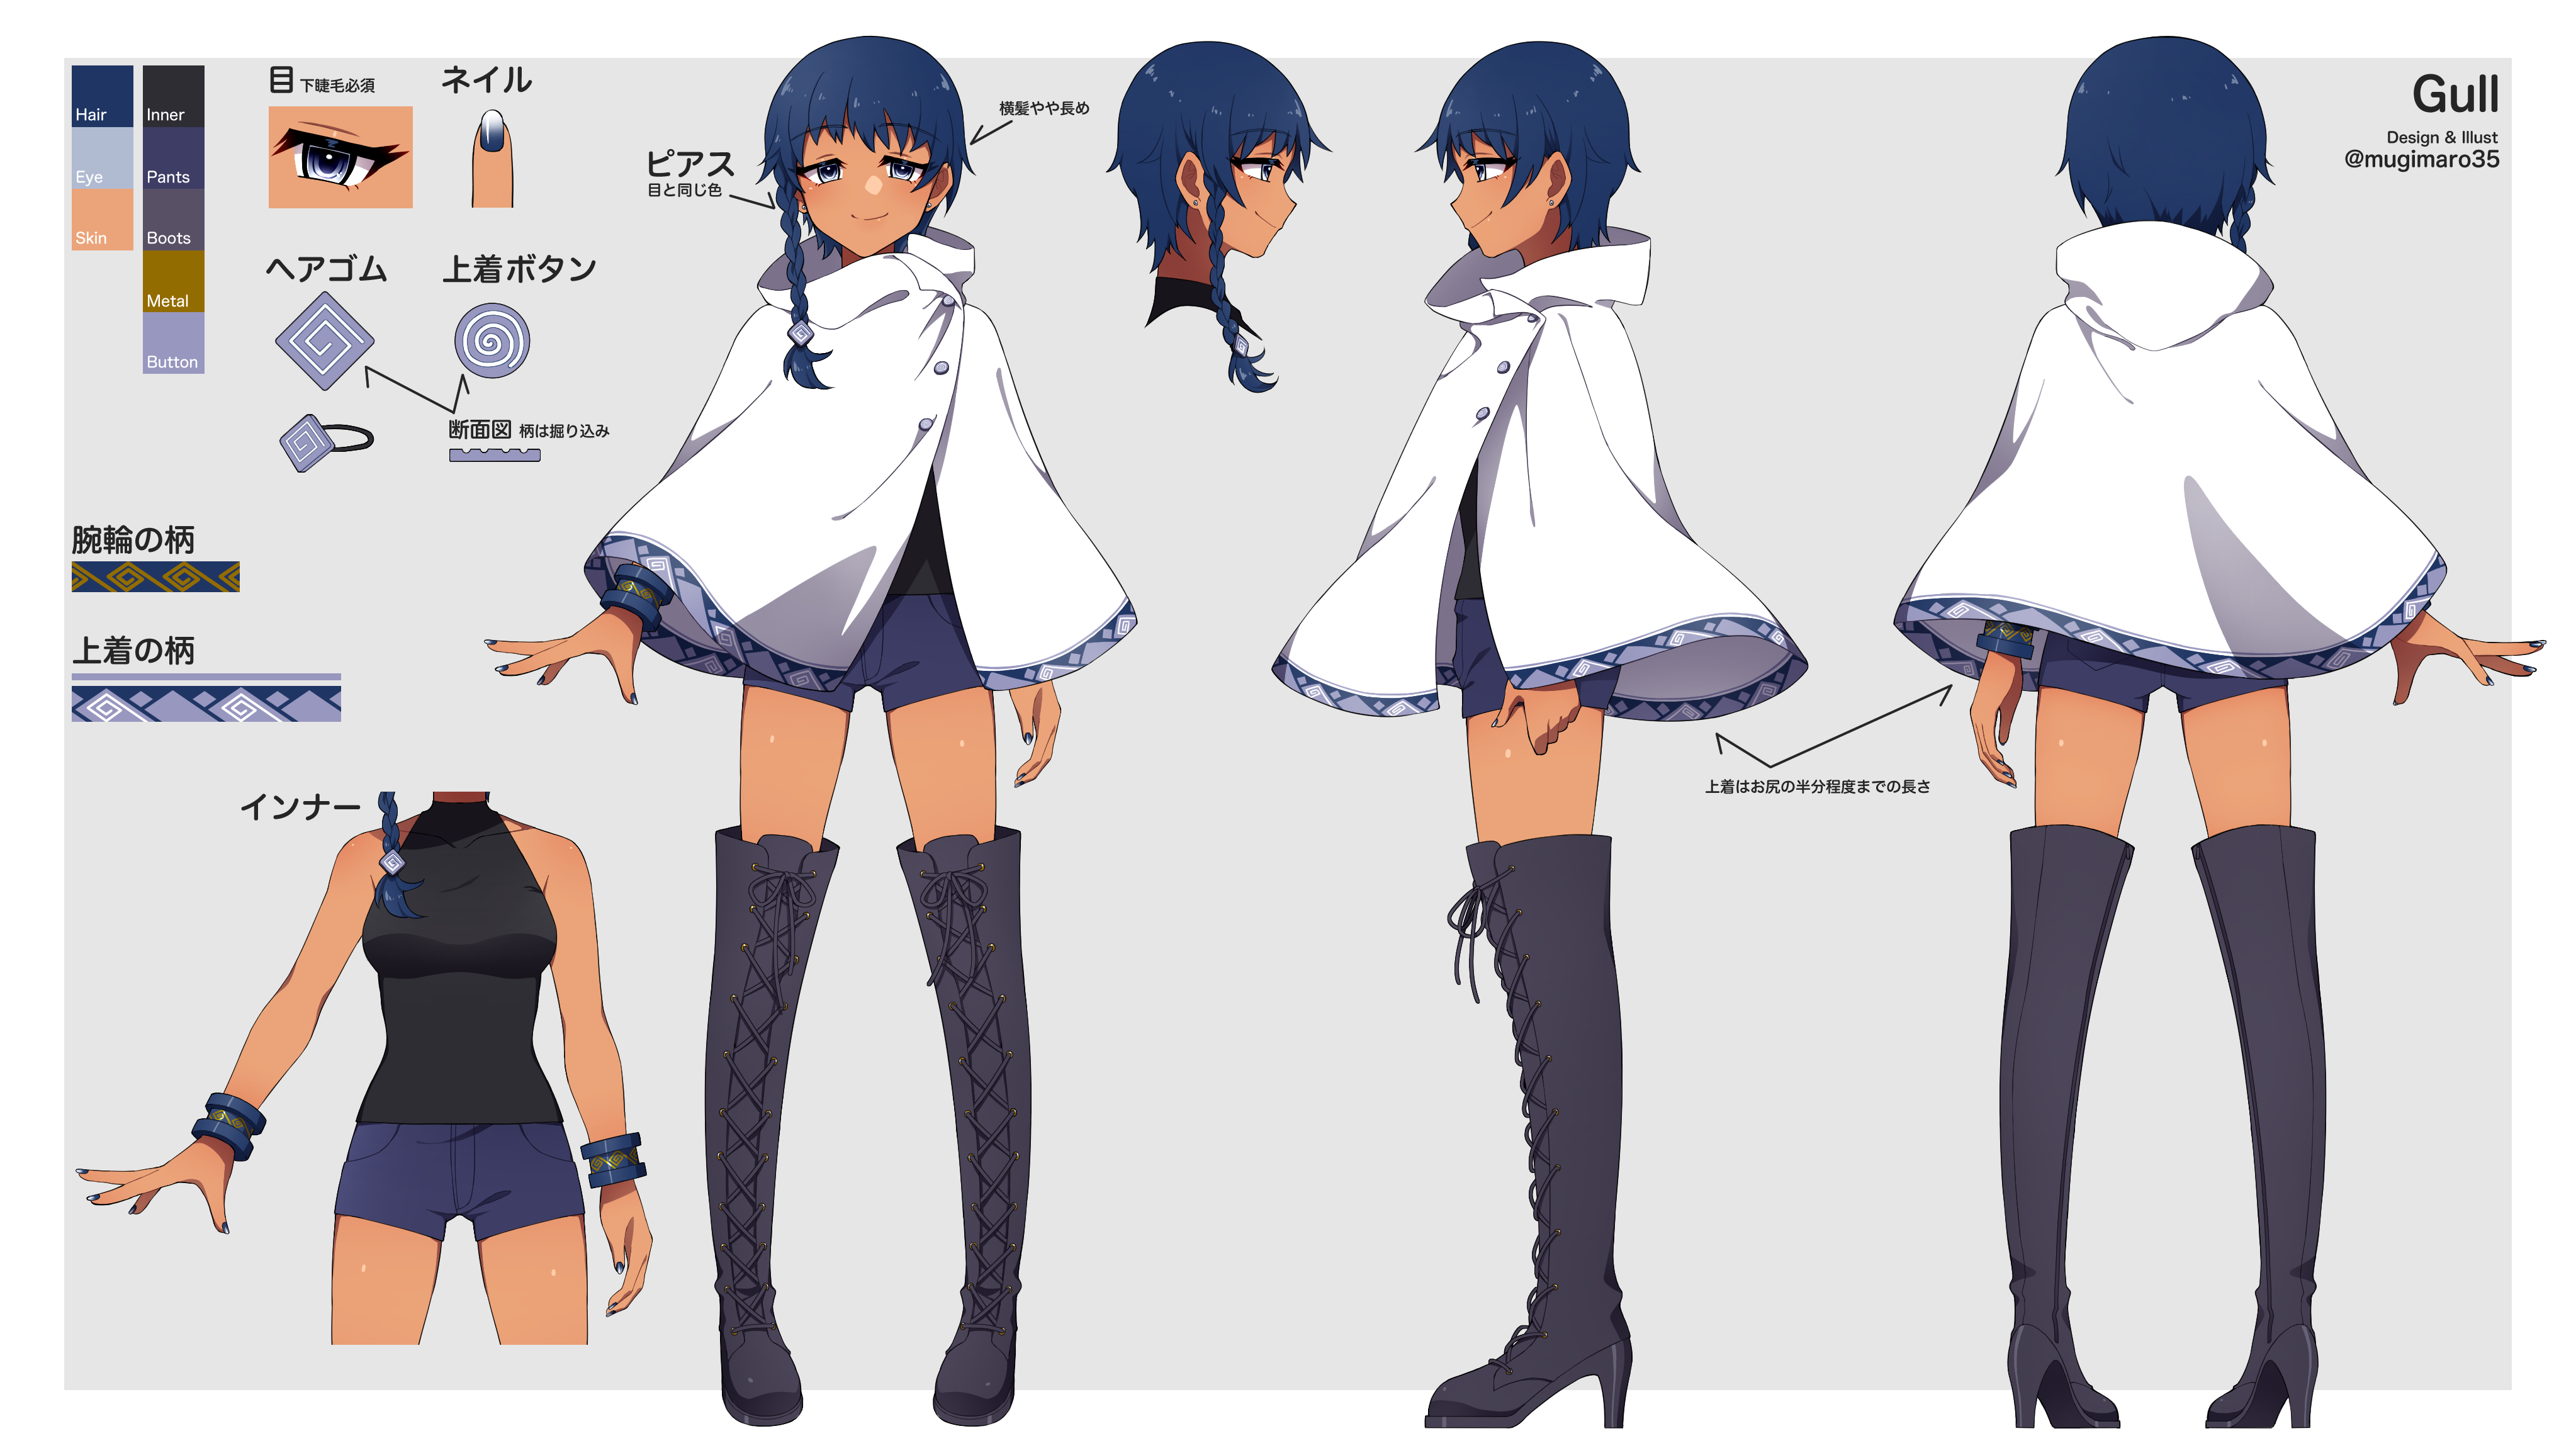 Hair
Inner
Eye
Pants
Skin
Boots
Metal
Button
目 下睫毛必須
ネイル
ヘアゴム
上着ボタン
断面図 柄は掘り込み
腕輪の柄
上着の柄
インナー
ピアス
目と同じ色
横髪やや長め
上着はお尻の半分程度までの長さ
Gull
Design & Illust
@mugimaro35